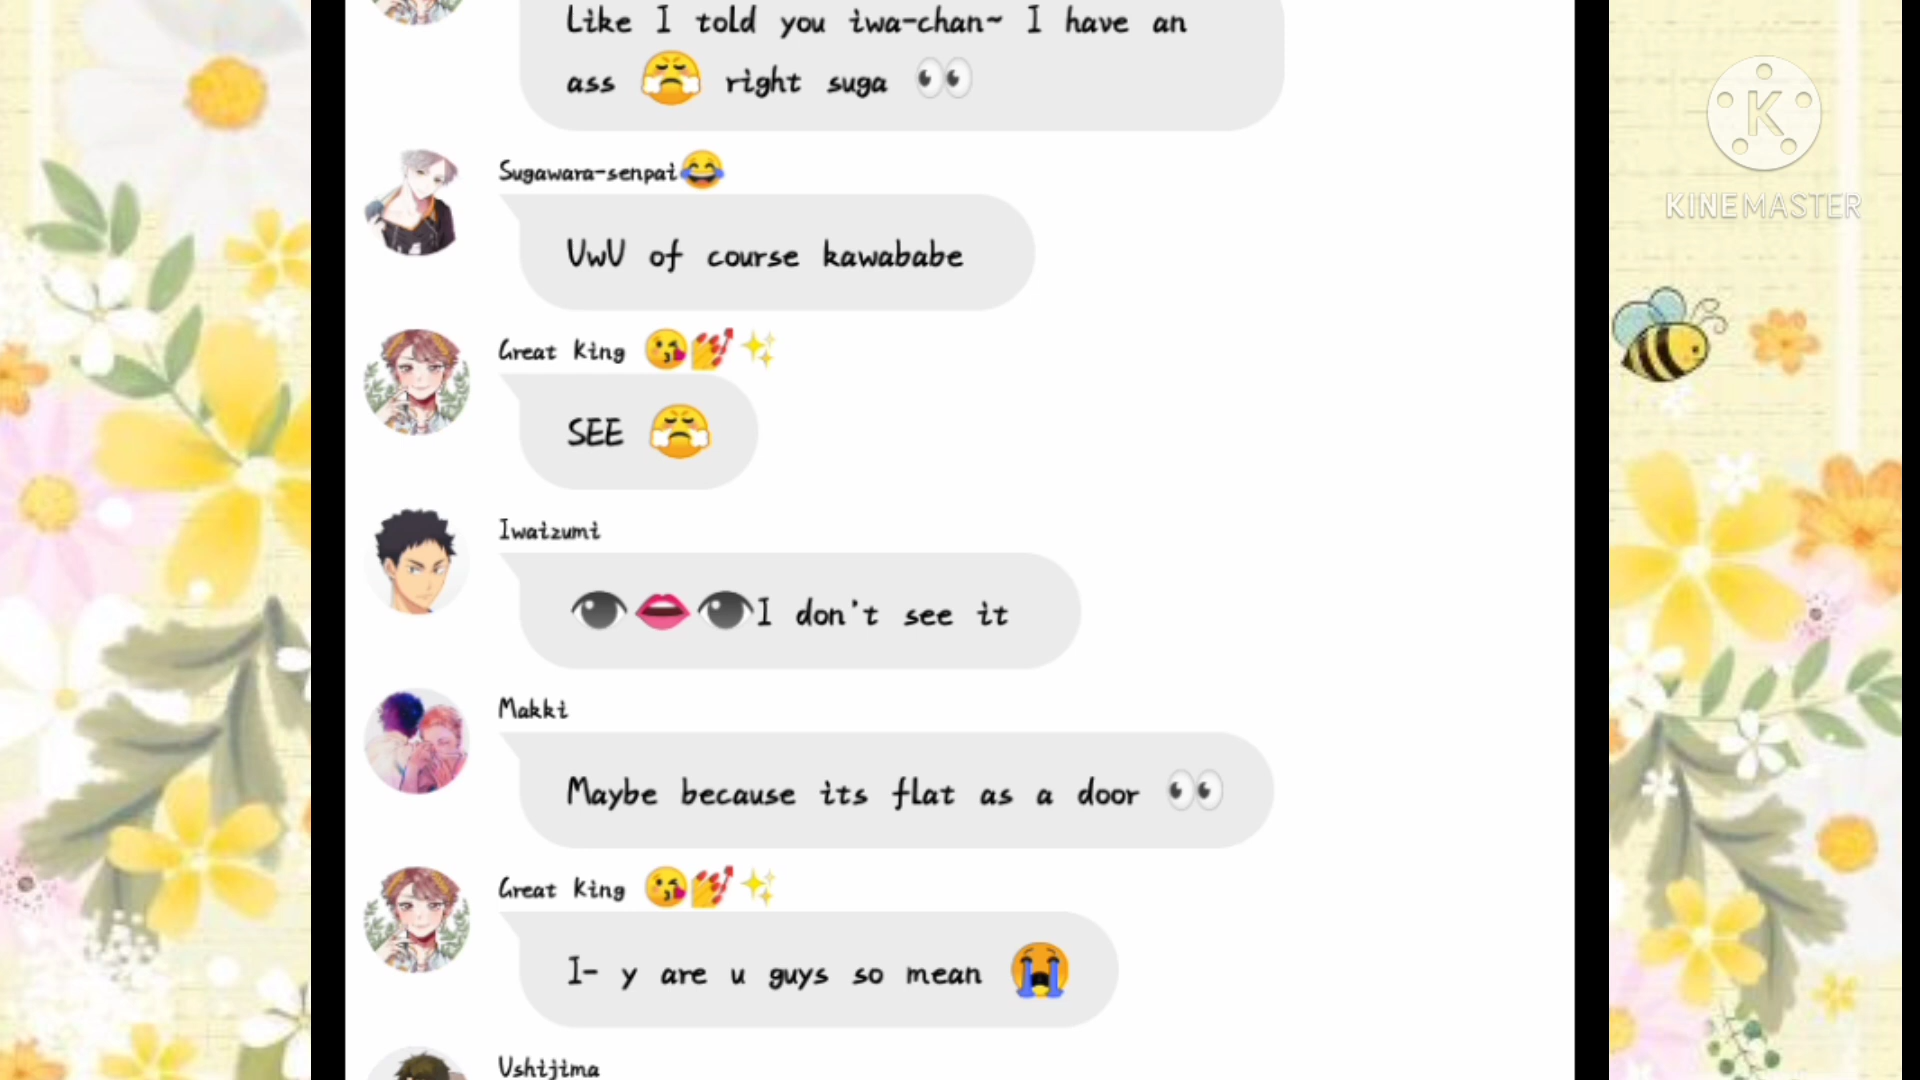 Like I told you iwa-chan~ I have an
ass 😤 right suga 👀
Sugawara-senpai😂
UwU of course kawababe
Great King 😘💅✨
SEE 😤
Iwaizumi
👁️👄👁️I don't see it
Makki
Maybe because its flat as a door 👀
Great King 😘💅✨
I- y are u guys so mean 😭
Ushijima
K
KINEMASTER